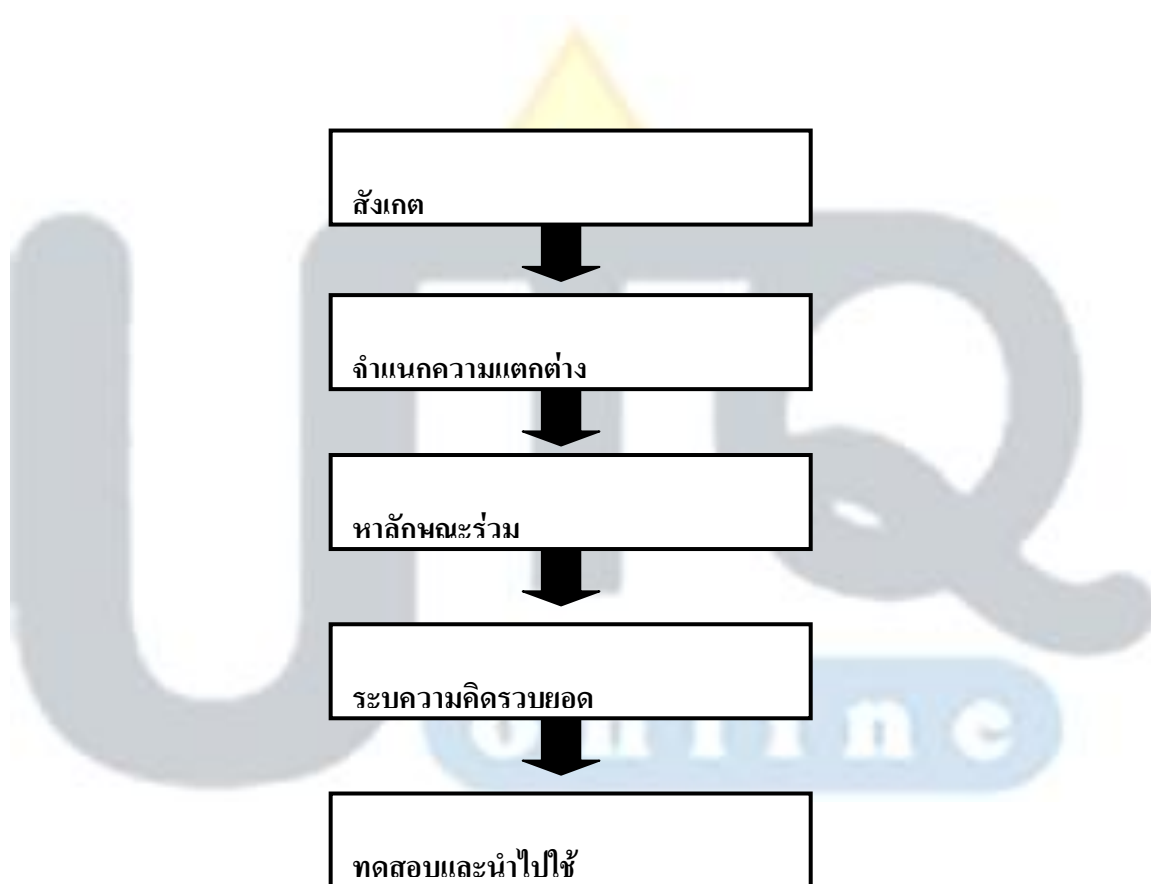 สังเกต
จำแนกความแตกต่าง
หาลักษณะร่วม
ระบุความคิดรวบยอด
ทดสอบและนำไปใช้
UTQ
online